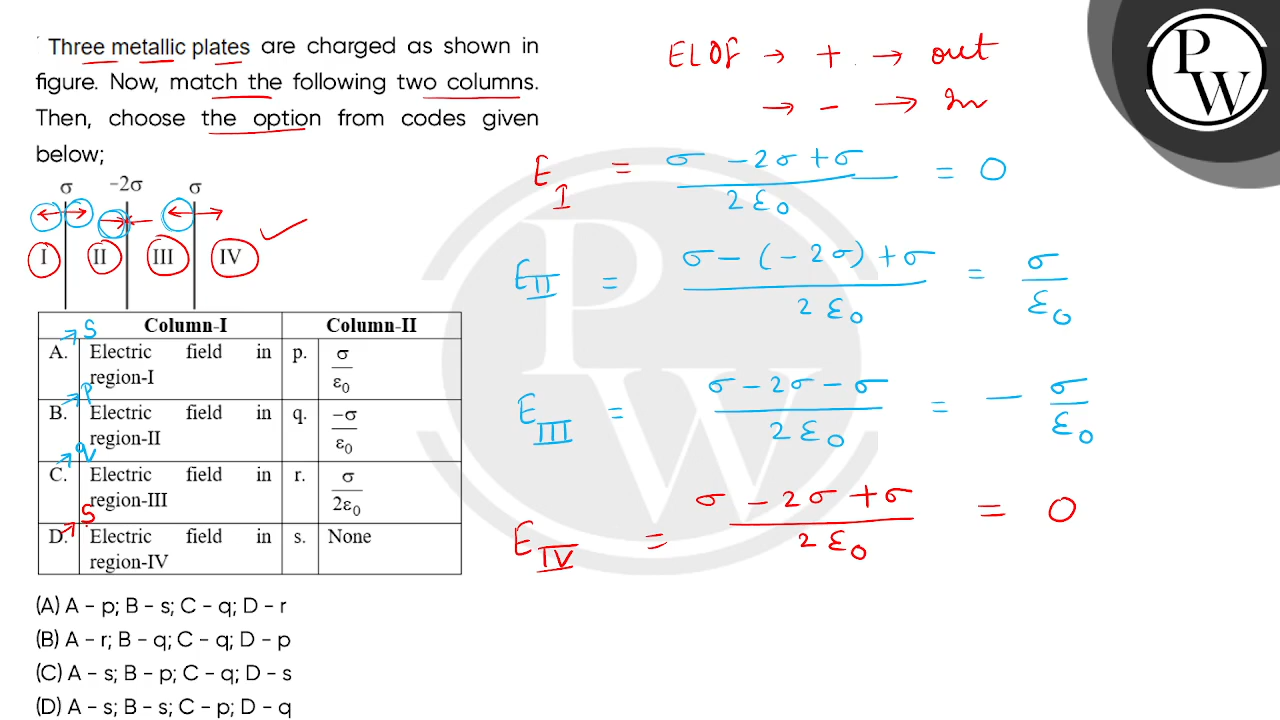 Three metallic plates are charged as shown in
figure. Now, match the following two columns.
Then, choose the option from codes given
below;
σ -2σ σ
I II III IV
Column-I Column-II
A. Electric field in region-I p. σ/ε₀
B. Electric field in region-II q. -σ/ε₀
C. Electric field in region-III r. σ/2ε₀
D. Electric field in region-IV s. None
S
p
q
S
(A) A - p; B - s; C - q; D - r
(B) A - r; B - q; C - q; D - p
(C) A - s; B - p; C - q; D - s
(D) A - s; B - s; C - p; D - q
ELOF → + → out
→ - → In
E_I = (σ - 2σ + σ)/2ε₀ = 0
E_II = (σ - (-2σ) + σ)/2ε₀ = σ/ε₀
E_III = (σ - 2σ - σ)/2ε₀ = - σ/ε₀
E_IV = (σ - 2σ + σ)/2ε₀ = 0
P
W